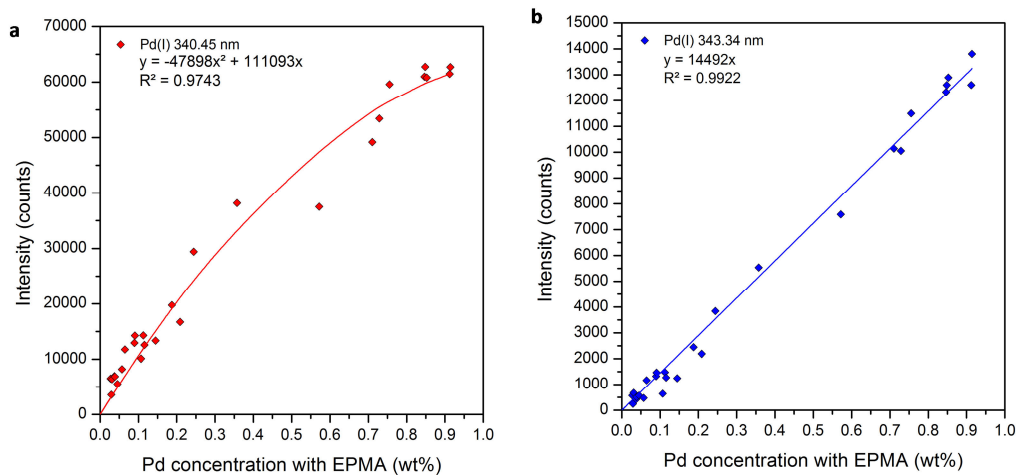 a
Pd(I) 340.45 nm
y = -47898x² + 111093x
R² = 0.9743
70000
60000
50000
40000
30000
20000
10000
0
0.0 0.1 0.2 0.3 0.4 0.5 0.6 0.7 0.8 0.9 1.0
Intensity (counts)
Pd concentration with EPMA (wt%)
b
Pd(I) 343.34 nm
y = 14492x
R² = 0.9922
15000
14000
13000
12000
11000
10000
9000
8000
7000
6000
5000
4000
3000
2000
1000
0
0.0 0.1 0.2 0.3 0.4 0.5 0.6 0.7 0.8 0.9 1.0
Intensity (counts)
Pd concentration with EPMA (wt%)